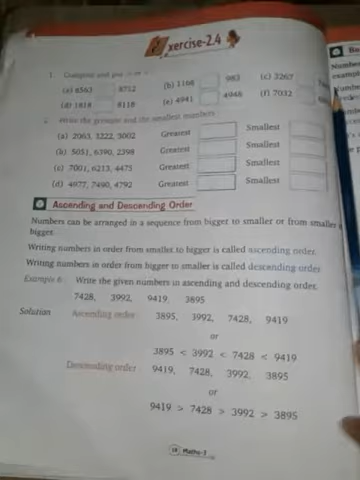 Exercise-2.4
1. Compare and put > or <
(a) 8563 8732 (b) 1168 983 (c) 3267
(d) 1818 8118 (e) 4941 4948 (f) 7032
2. Write the greatest and the smallest numbers
(a) 2063, 3222, 5002 Greatest Smallest
(b) 5051, 6390, 2398 Greatest Smallest
(c) 7001, 6213, 4475 Greatest Smallest
(d) 4977, 7490, 4792 Greatest Smallest
Ascending and Descending Order
Numbers can be arranged in a sequence from bigger to smaller or from smaller
bigger.
Writing numbers in order from smaller to bigger is called ascending order.
Writing numbers in order from bigger to smaller is called descending order
Example 6: Write the given numbers in ascending and descending order.
7428, 3992, 9419, 3895
Solution Ascending order 3895, 3992, 7428, 9419
or
3895 < 3992 < 7428 < 9419
Descending order 9419, 7428, 3992, 3895
or
9419 > 7428 > 3992 > 3895
18 Maths-3